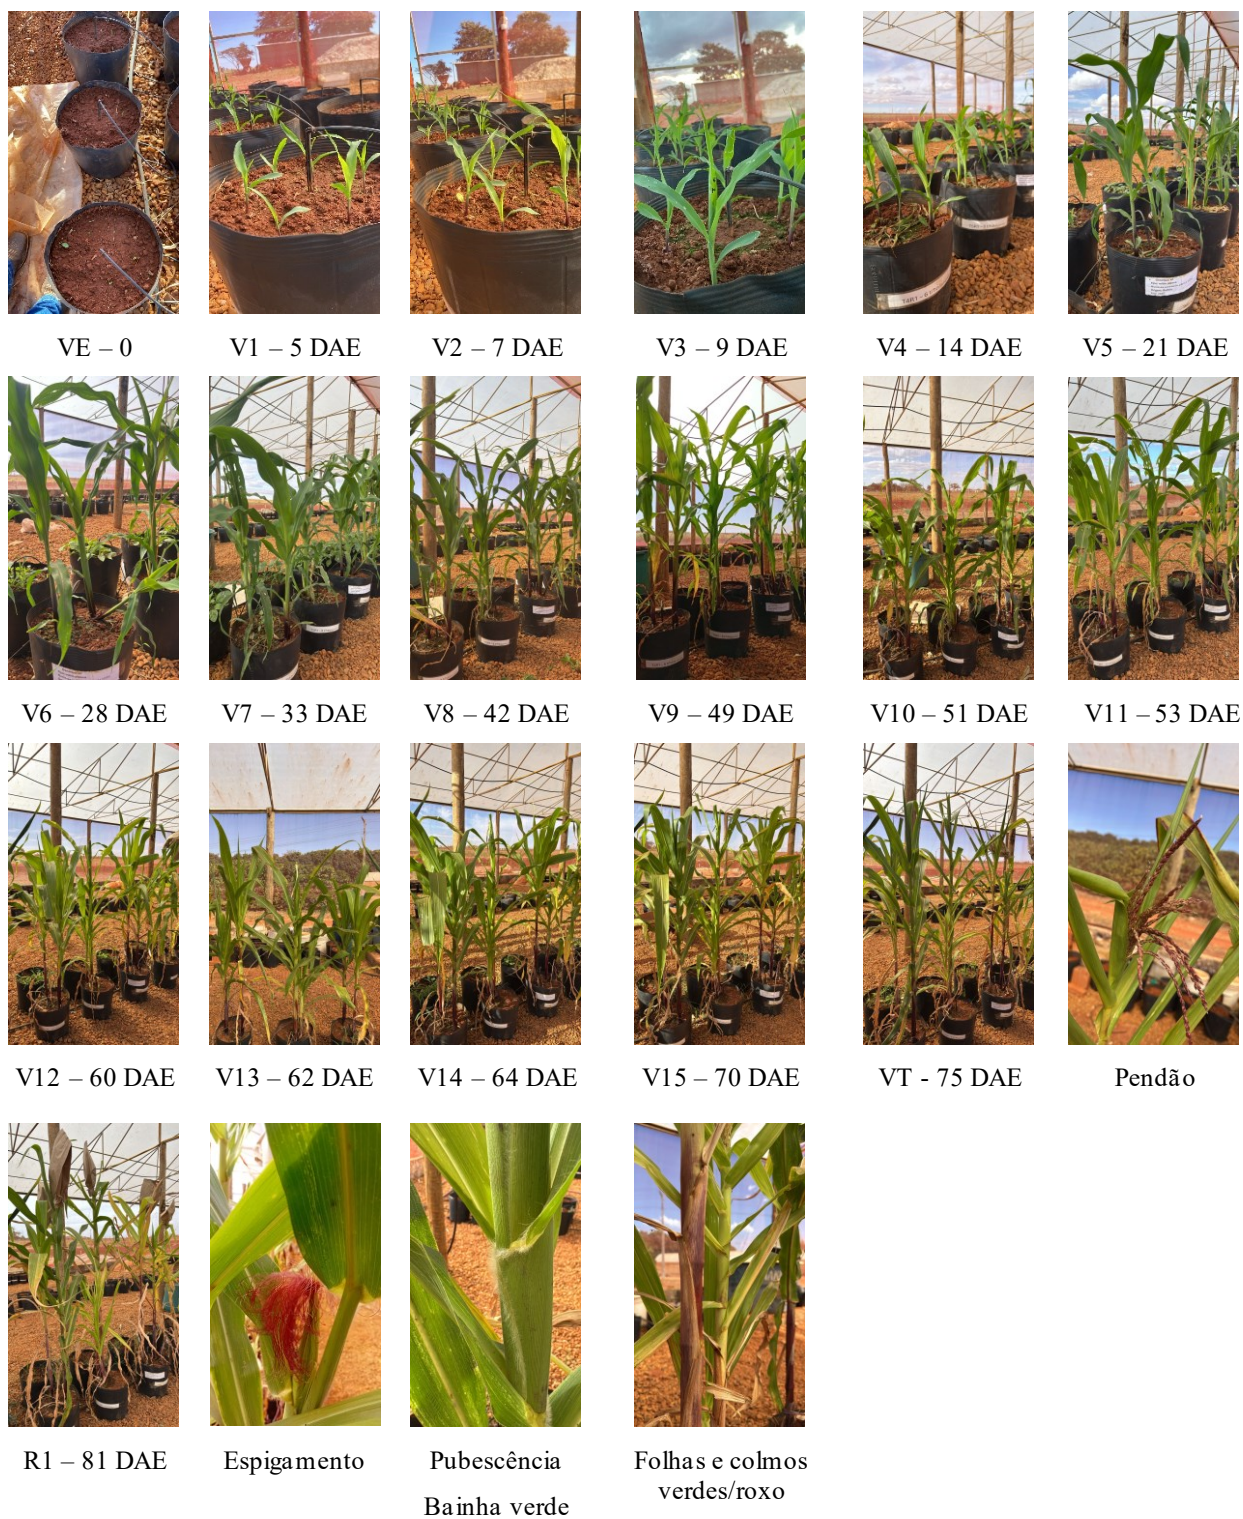 VE – 0
V1 – 5 DAE
V2 – 7 DAE
V3 – 9 DAE
V4 – 14 DAE
V5 – 21 DAE
V6 – 28 DAE
V7 – 33 DAE
V8 – 42 DAE
V9 – 49 DAE
V10 – 51 DAE
V11 – 53 DAE
V12 – 60 DAE
V13 – 62 DAE
V14 – 64 DAE
V15 – 70 DAE
VT - 75 DAE
Pendão
R1 – 81 DAE
Espigamento
Pubescência
Bainha verde
Folhas e colmos
verdes/roxo